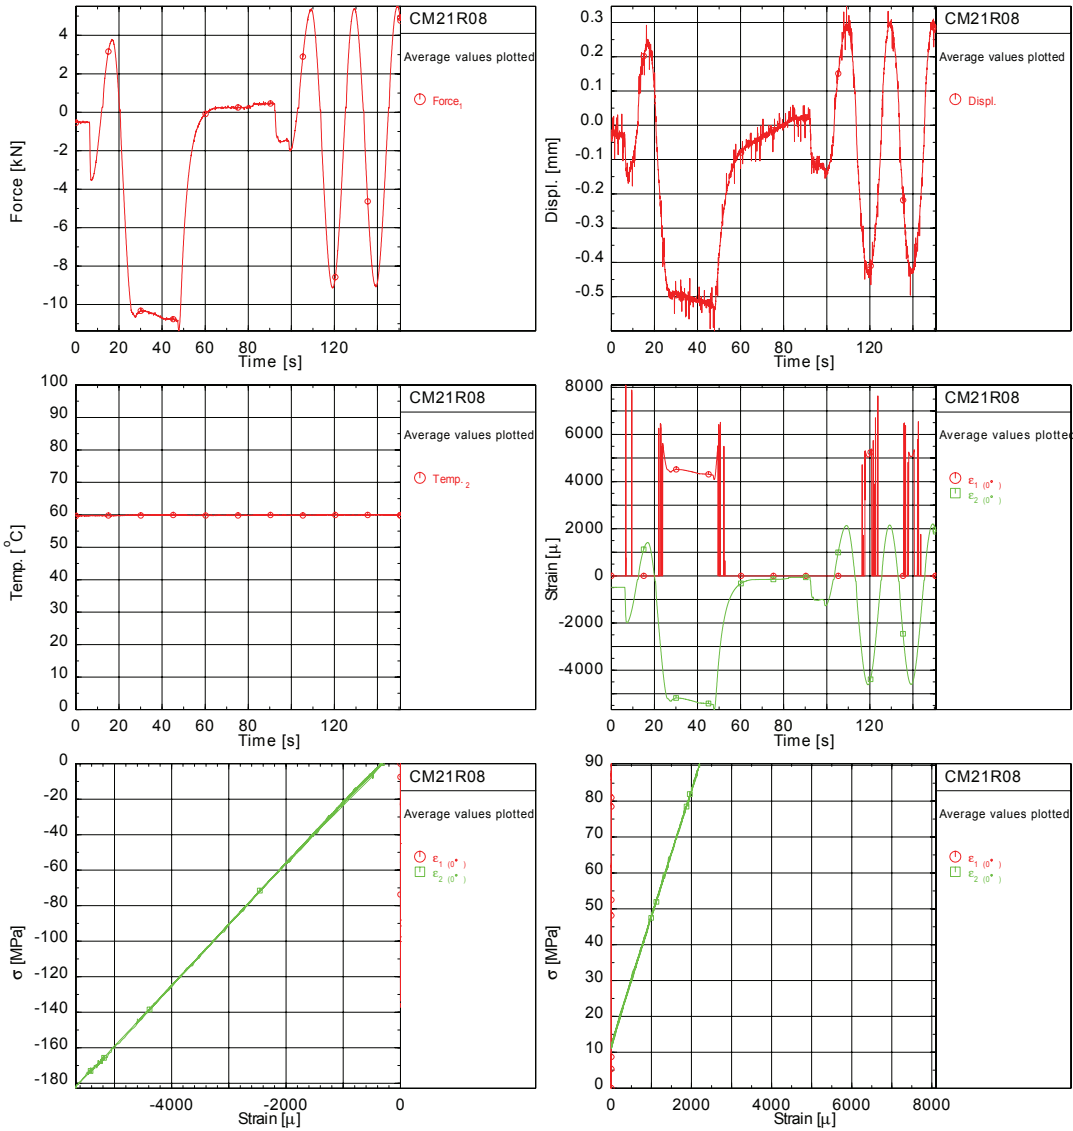 CM21R08
Average values plotted
Force1
Force [kN]
4
2
0
-2
-4
-6
-8
-10
0 20 40 60 80 100 120
Time [s]
CM21R08
Average values plotted
Displ.
Displ. [mm]
0.3
0.2
0.1
0.0
-0.1
-0.2
-0.3
-0.4
-0.5
0 20 40 60 80 100 120
Time [s]
CM21R08
Average values plotted
Temp.2
Temp. [°C]
100
90
80
70
60
50
40
30
20
10
0
0 20 40 60 80 100 120
Time [s]
CM21R08
Average values plotted
ε1 (0°)
ε2 (0°)
Strain [μ]
8000
6000
4000
2000
0
-2000
-4000
0 20 40 60 80 100 120
Time [s]
CM21R08
Average values plotted
ε1 (0°)
ε2 (0°)
σ [MPa]
0
-20
-40
-60
-80
-100
-120
-140
-160
-180
-4000 -2000 0
Strain [μ]
CM21R08
Average values plotted
ε1 (0°)
ε2 (0°)
σ [MPa]
90
80
70
60
50
40
30
20
10
0
0 2000 4000 6000 8000
Strain [μ]